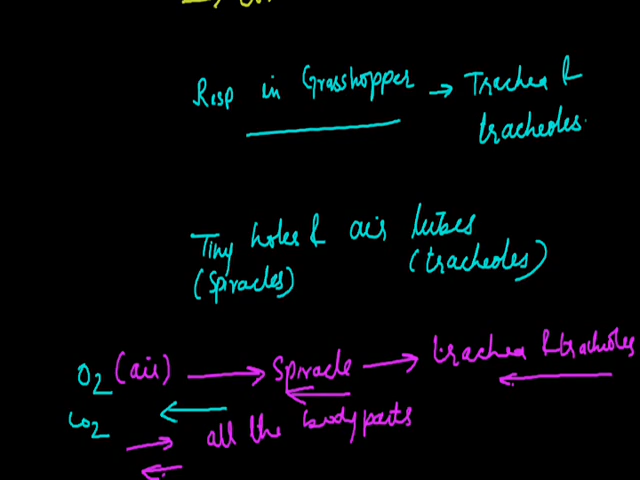 Resp in Grasshopper → Trachea &
tracheoles.
Tiny holes & air tubes
(Spiracles) (tracheoles)
O2 (air) → Spiracle → trachea & tracheoles
CO2 ←
→ all the body parts
←